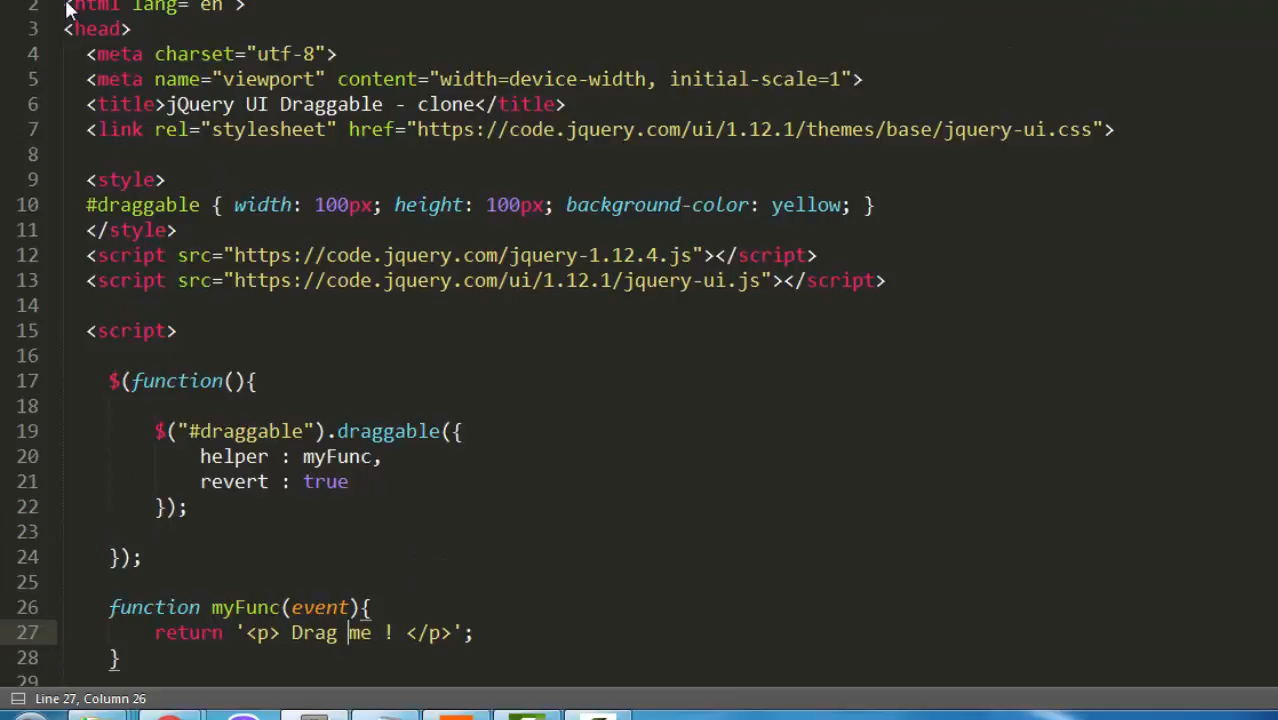 2 <html lang="en">
3 <head>
4 <meta charset="utf-8">
5 <meta name="viewport" content="width=device-width, initial-scale=1">
6 <title>jQuery UI Draggable - clone</title>
7 <link rel="stylesheet" href="https://code.jquery.com/ui/1.12.1/themes/base/jquery-ui.css">
8
9 <style>
10 #draggable { width: 100px; height: 100px; background-color: yellow; }
11 </style>
12 <script src="https://code.jquery.com/jquery-1.12.4.js"></script>
13 <script src="https://code.jquery.com/ui/1.12.1/jquery-ui.js"></script>
14
15 <script>
16
17 $(function(){
18
19 $("#draggable").draggable({
20 helper : myFunc,
21 revert : true
22 });
23
24 });
25
26 function myFunc(event){
27 return '<p> Drag me ! </p>';
28 }
29
Line 27, Column 26